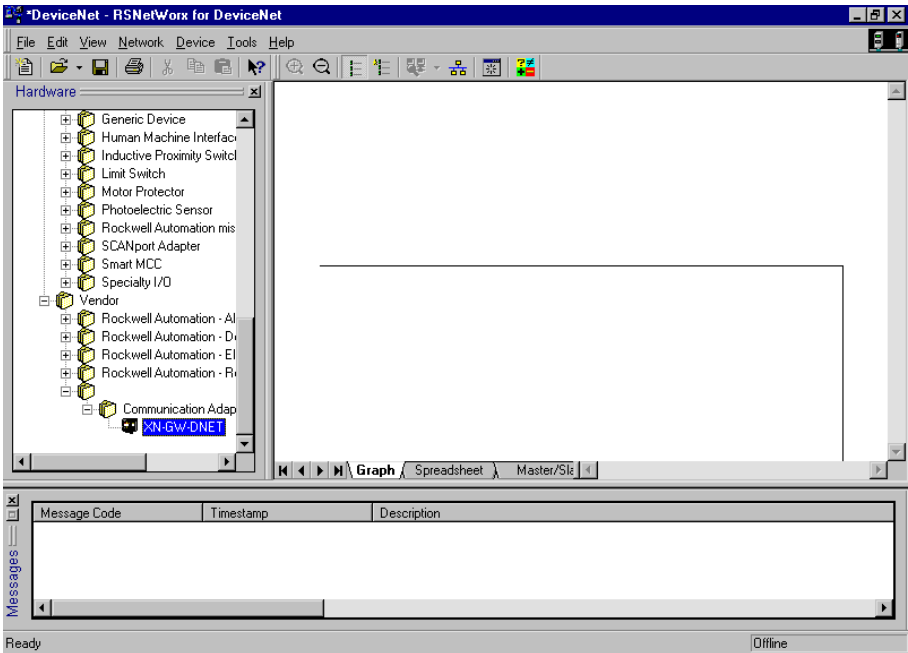 *DeviceNet - RSNetWorx for DeviceNet
File Edit View Network Device Tools Help
Hardware
Generic Device
Human Machine Interfac
Inductive Proximity Switcl
Limit Switch
Motor Protector
Photoelectric Sensor
Rockwell Automation mis
SCANport Adapter
Smart MCC
Specialty I/O
Vendor
Rockwell Automation - Al
Rockwell Automation - D
Rockwell Automation - El
Rockwell Automation - R
Communication Adap
XN-GW-DNET
Graph Spreadsheet Master/Sla
Messages
Message Code Timestamp Description
Ready Offline